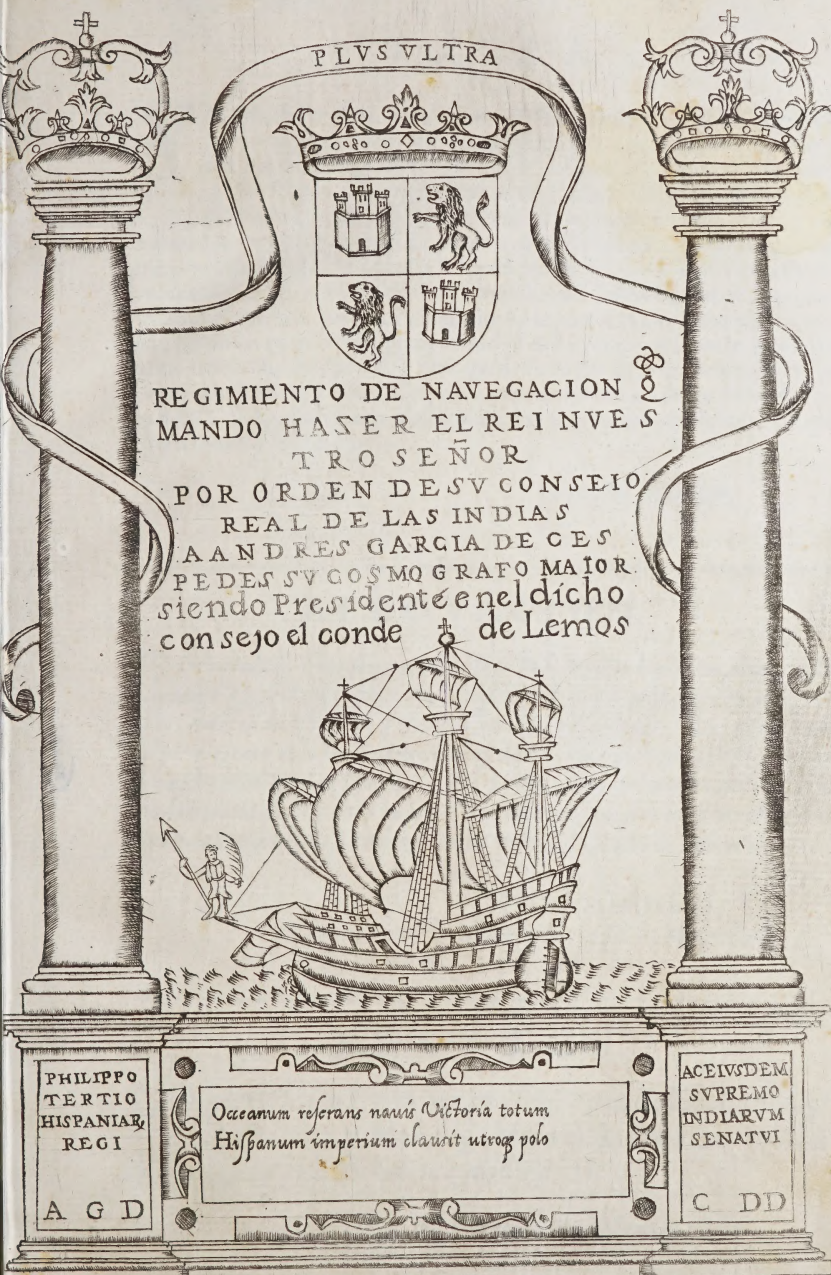 PLVS VLTRA
REGIMIENTO DE NAVEGACION Q̃
MANDO HASER EL REI NVES
TRO SEÑOR
POR ORDEN DE SV CONSEIO
REAL DE LAS INDIAS
A ANDRES GARCIA DE CES
PEDES SV COSMOGRAFO MAIOR
siendo Presidente en el dicho
consejo el conde de Lemos
PHILIPPO
TERTIO
HISPANIAR,
REGI
A G D
Occeanum reserans nauis Victoria totum
Hispanum imperium clausit utroqꝫ polo
AC EIVSDEM
SVPREMO
INDIARVM
SENATVI
C DD